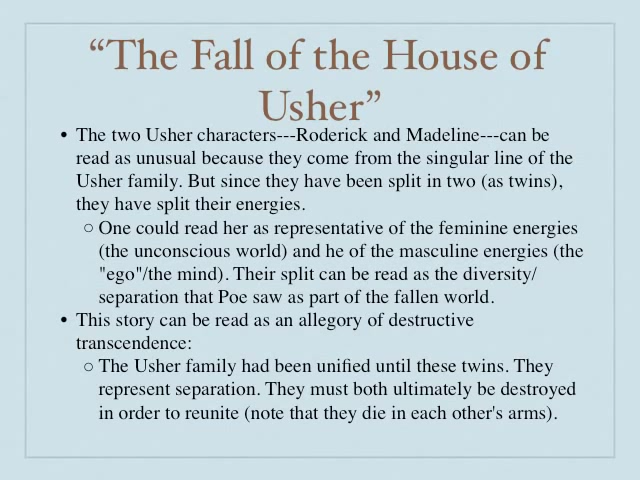 “The Fall of the House of
Usher”
• The two Usher characters---Roderick and Madeline---can be
read as unusual because they come from the singular line of the
Usher family. But since they have been split in two (as twins),
they have split their energies.
○ One could read her as representative of the feminine energies
(the unconscious world) and he of the masculine energies (the
"ego"/the mind). Their split can be read as the diversity/
separation that Poe saw as part of the fallen world.
• This story can be read as an allegory of destructive
transcendence:
○ The Usher family had been unified until these twins. They
represent separation. They must both ultimately be destroyed
in order to reunite (note that they die in each other's arms).